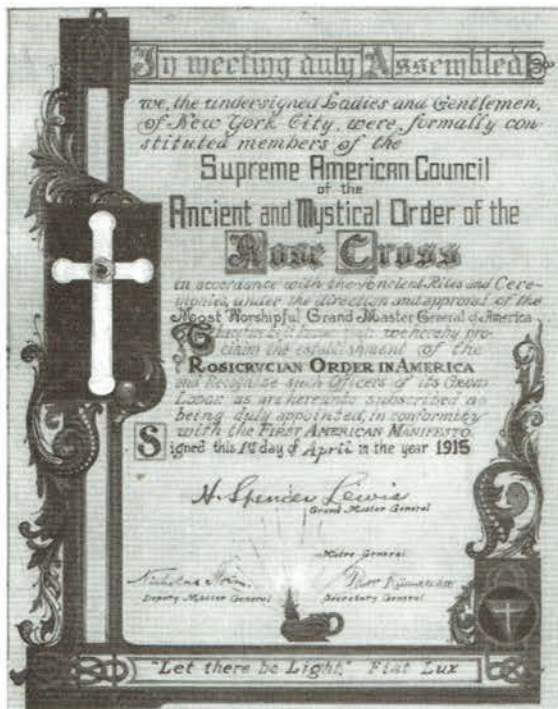 In meeting duly Assembled
we, the undersigned Ladies and Gentlemen,
of New York City, were formally con-
stituted members of the
Supreme American Council
of the
Ancient and Mystical Order of the
Rose Cross
in accordance with the Ancient Rites and Cere-
monies, under the direction and approval of the
Moost Worshipful Grand Master General of America
we hereby pro-
claim the establishment of the
ROSICRVCIAN ORDER IN AMERICA
and Recognise such Officers of its GRAND
LODGE as are hereunto subscribed as
being duly appointed, in conformity
with the FIRST AMERICAN MANIFESTO.
Signed this 1st day of April in the year 1915
H. Spencer Lewis
Grand Master General
Matre General
Nicholas
Deputy Master General
Thor
Secretary General
"Let there be Light," Fiat Lux